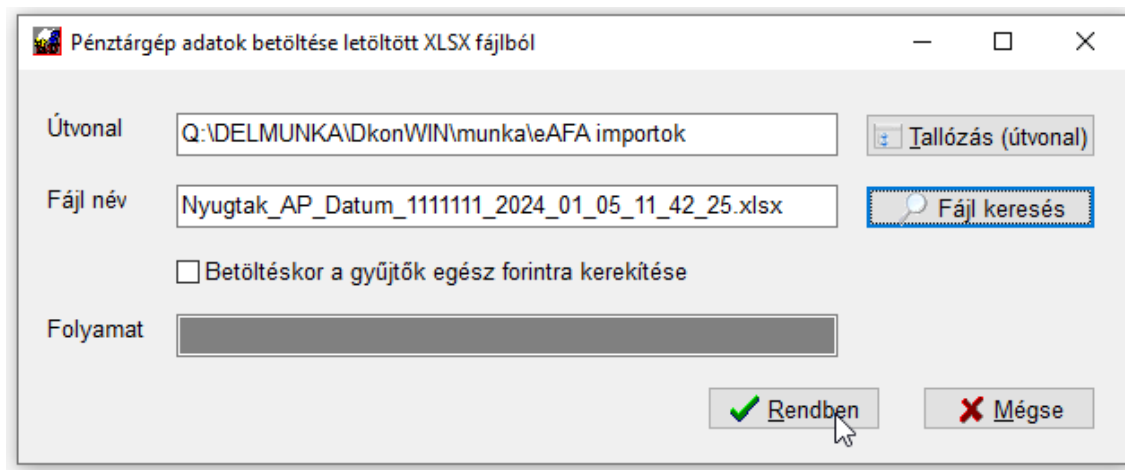 Pénztárgép adatok betöltése letöltött XLSX fájlból
Útvonal Q:\DELMUNKA\DkonWIN\munka\eAFA importok Tallózás (útvonal)
Fájl név Nyugtak_AP_Datum_1111111_2024_01_05_11_42_25.xlsx Fájl keresés
Betöltéskor a gyűjtők egész forintra kerekítése
Folyamat
Rendben Mégse